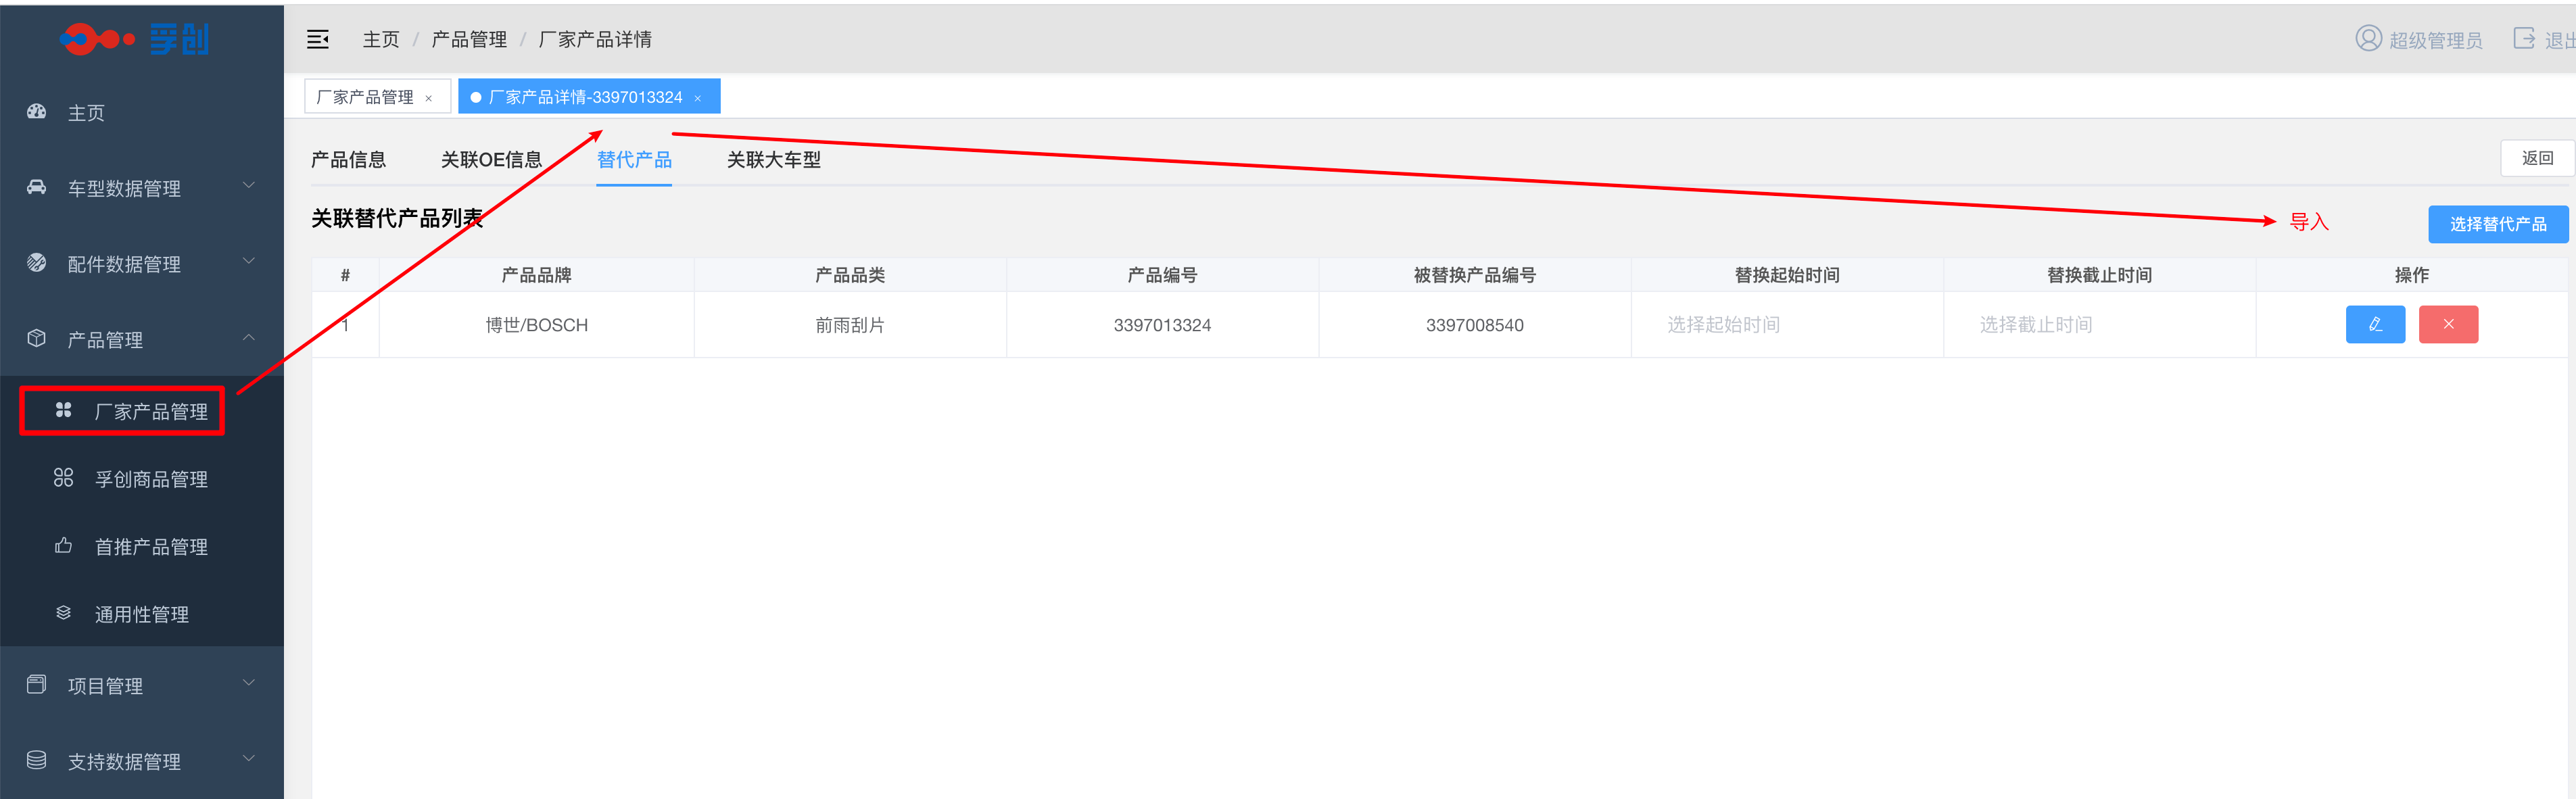 孚创
主页 / 产品管理 / 厂家产品详情
超级管理员
退出
厂家产品管理 ×
厂家产品详情-3397013324 ×
主页
车型数据管理
配件数据管理
产品管理
厂家产品管理
孚创商品管理
首推产品管理
通用性管理
项目管理
支持数据管理
产品信息 关联OE信息 替代产品 关联大车型
返回
关联替代产品列表
导入
选择替代产品
# 产品品牌 产品品类 产品编号 被替换产品编号 替换起始时间 替换截止时间 操作
1 博世/BOSCH 前雨刮片 3397013324 3397008540 选择起始时间 选择截止时间